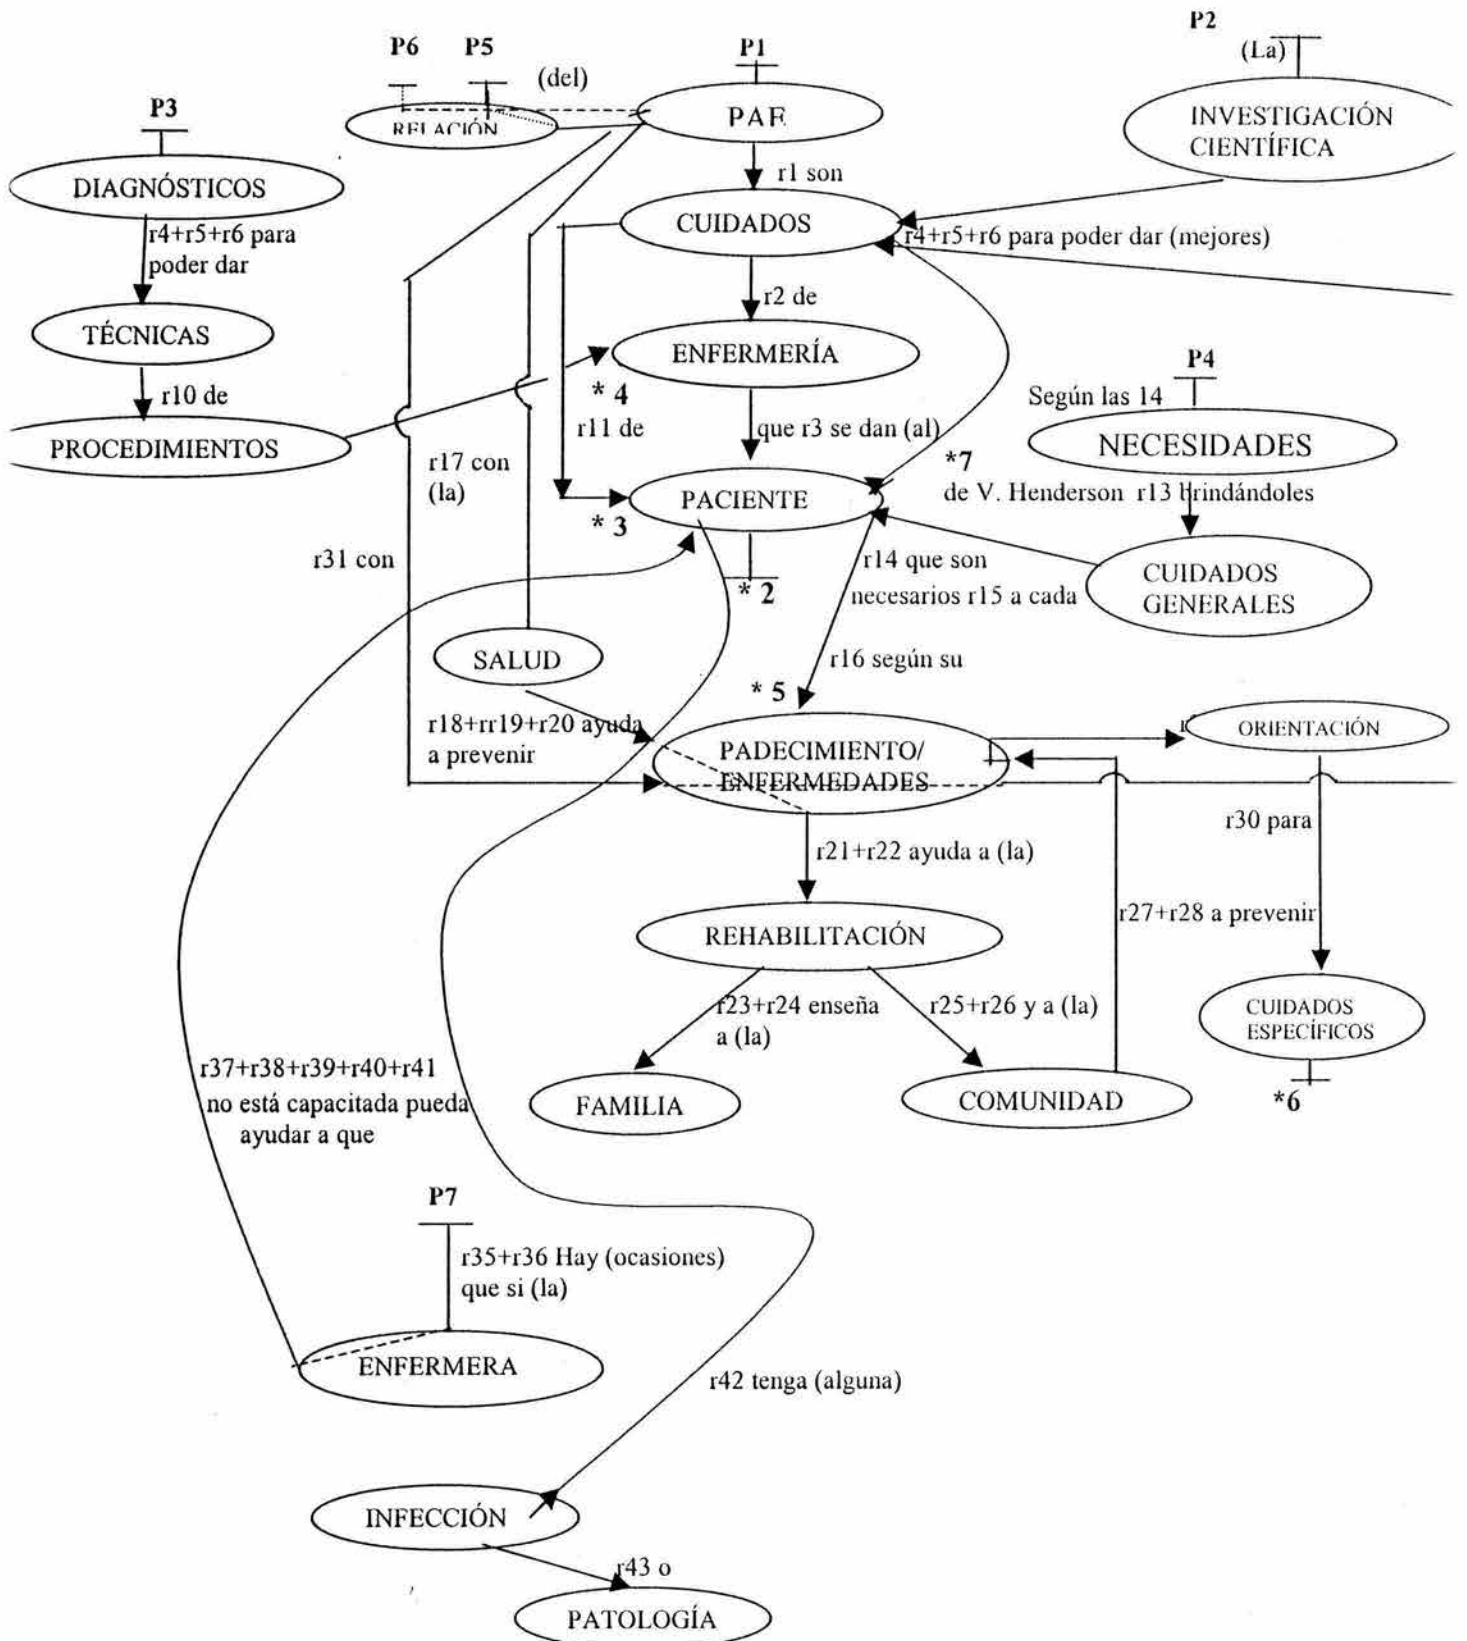 P2
P6 P5 P1
(del) (La)
P3
RELACIÓN PAE INVESTIGACIÓN
CIENTÍFICA
DIAGNÓSTICOS r1 son
CUIDADOS
r4+r5+r6 para
poder dar
r4+r5+r6 para poder dar (mejores)
r2 de
TÉCNICAS
ENFERMERÍA
P4
* 4
r10 de
Según las 14
PROCEDIMIENTOS
r11 de
que r3 se dan (al)
NECESIDADES
r17 con
(la)
*7
de V. Henderson r13 brindándoles
PACIENTE
* 3
r31 con
r14 que son
necesarios r15 a cada
CUIDADOS
GENERALES
* 2
SALUD
r16 según su
* 5
r18+rr19+r20 ayuda
a prevenir
PADECIMIENTO/
ENFERMEDADES
ORIENTACIÓN
r30 para
r21+r22 ayuda a (la)
r27+r28 a prevenir
REHABILITACIÓN
r23+r24 enseña
a (la)
r25+r26 y a (la)
CUIDADOS
ESPECÍFICOS
r37+r38+r39+r40+r41
no está capacitada pueda
ayudar a que
FAMILIA
COMUNIDAD
*6
P7
r35+r36 Hay (ocasiones)
que si (la)
ENFERMERA
r42 tenga (alguna)
INFECCIÓN
r43 o
PATOLOGÍA